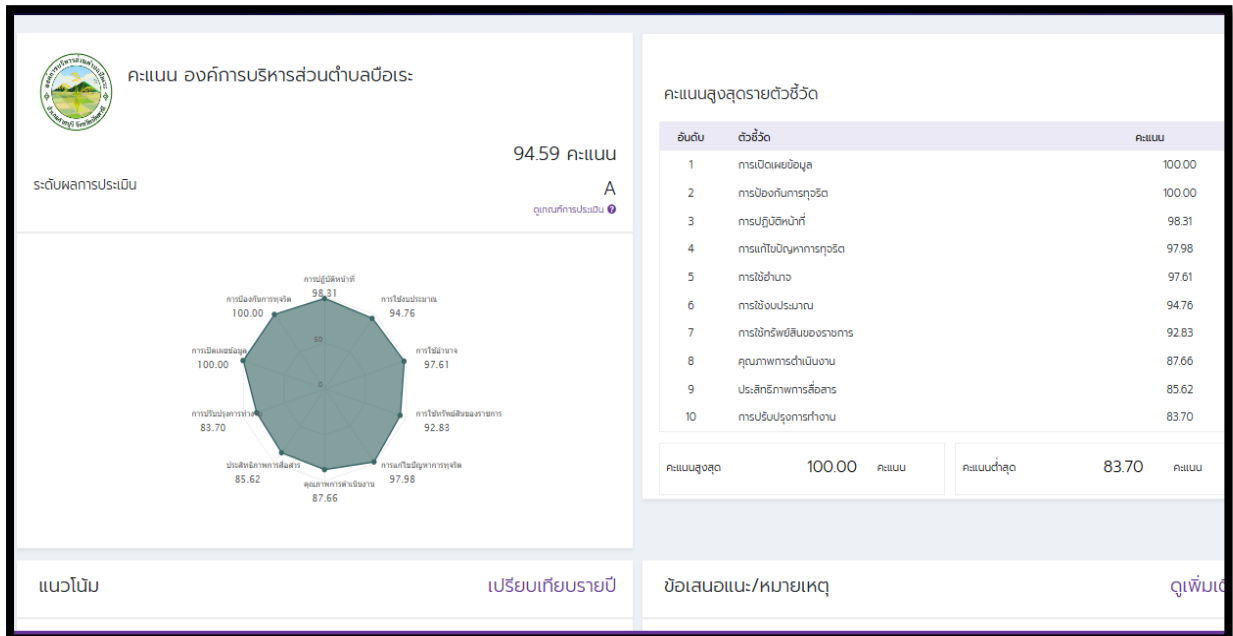 คะแนน องค์การบริหารส่วนตำบลบือเระ
94.59 คะแนน
ระดับผลการประเมิน
A
ดูเกณฑ์การประเมิน
การปฏิบัติหน้าที่
98.31
การใช้งบประมาณ
94.76
การใช้อำนาจ
97.61
การใช้ทรัพย์สินของราชการ
92.83
การแก้ไขปัญหาการทุจริต
97.98
คุณภาพการดำเนินงาน
87.66
ประสิทธิภาพการสื่อสาร
85.62
การปรับปรุงการทำงาน
83.70
การเปิดเผยข้อมูล
100.00
การป้องกันการทุจริต
100.00
50
0
คะแนนสูงสุดรายตัวชี้วัด
อันดับ ตัวชี้วัด คะแนน
1 การเปิดเผยข้อมูล 100.00
2 การป้องกันการทุจริต 100.00
3 การปฏิบัติหน้าที่ 98.31
4 การแก้ไขปัญหาการทุจริต 97.98
5 การใช้อำนาจ 97.61
6 การใช้งบประมาณ 94.76
7 การใช้ทรัพย์สินของราชการ 92.83
8 คุณภาพการดำเนินงาน 87.66
9 ประสิทธิภาพการสื่อสาร 85.62
10 การปรับปรุงการทำงาน 83.70
คะแนนสูงสุด 100.00 คะแนน
คะแนนต่ำสุด 83.70 คะแนน
แนวโน้ม
เปรียบเทียบรายปี
ข้อเสนอแนะ/หมายเหตุ